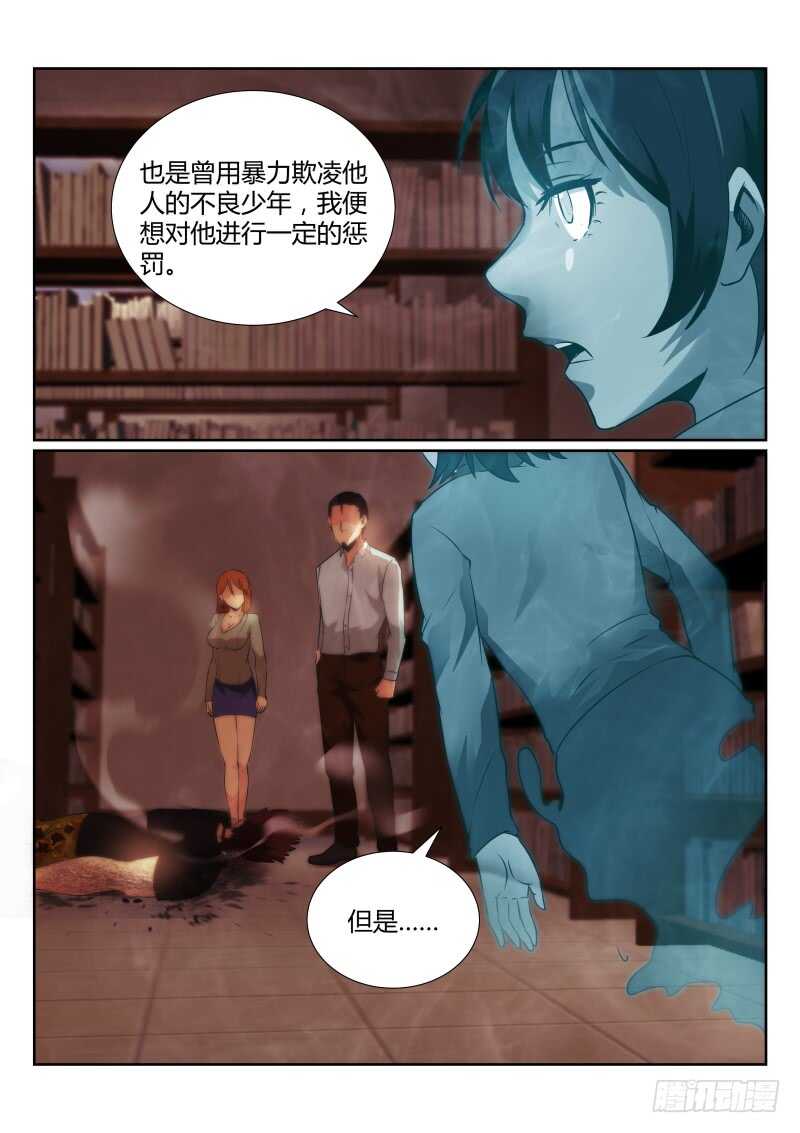 也是曾用暴力欺凌他
人的不良少年，我便
想对他进行一定的惩
罚。
但是……
腾讯动漫